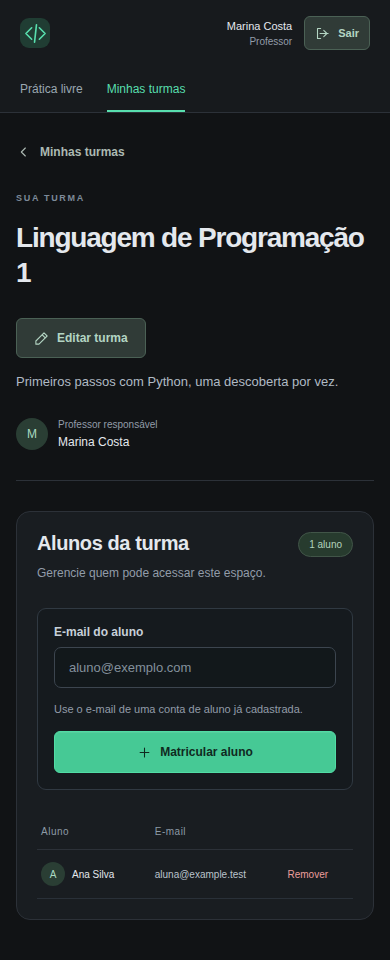 Marina Costa
Professor
Sair
Prática livre
Minhas turmas
Minhas turmas
SUA TURMA
Linguagem de Programação
1
Editar turma
Primeiros passos com Python, uma descoberta por vez.
M
Professor responsável
Marina Costa
Alunos da turma
1 aluno
Gerencie quem pode acessar este espaço.
E-mail do aluno
aluno@exemplo.com
Use o e-mail de uma conta de aluno já cadastrada.
Matricular aluno
Aluno
E-mail
A
Ana Silva
aluna@example.test
Remover